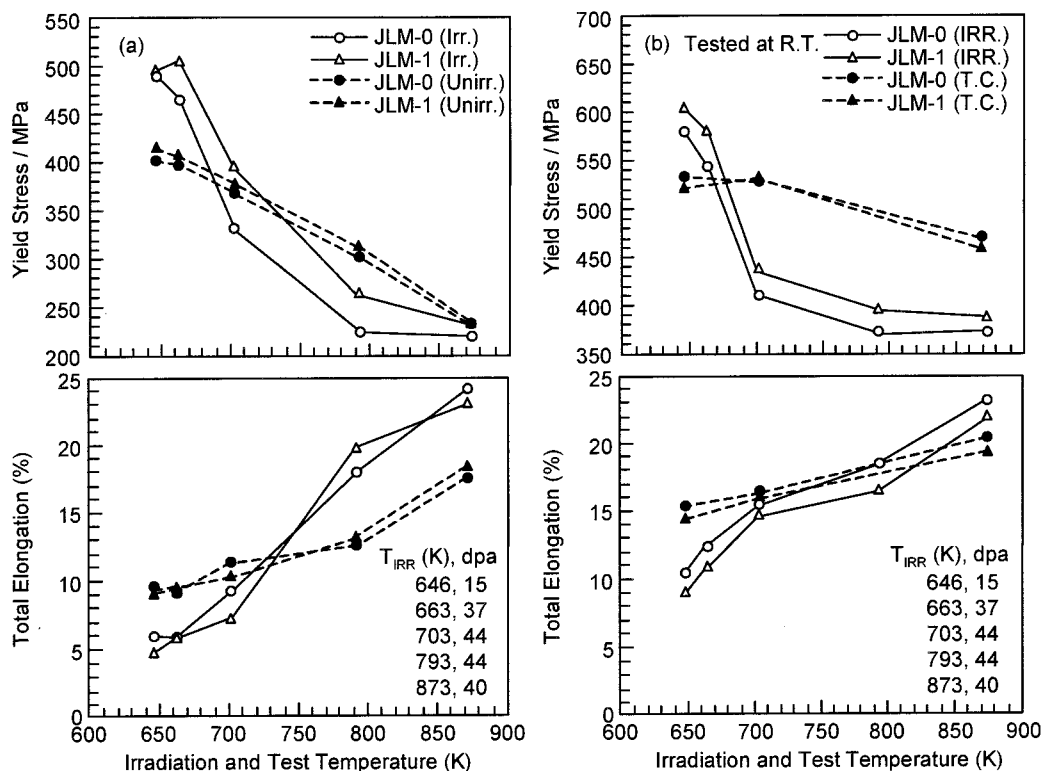 (a)
JLM-0 (Irr.)
JLM-1 (Irr.)
JLM-0 (Unirr.)
JLM-1 (Unirr.)
Yield Stress / MPa
550
500
450
400
350
300
250
200
Total Elongation (%)
25
20
15
10
5
0
T_IRR (K), dpa
646, 15
663, 37
703, 44
793, 44
873, 40
600 650 700 750 800 850 900
Irradiation and Test Temperature (K)
(b) Tested at R.T.
JLM-0 (IRR.)
JLM-1 (IRR.)
JLM-0 (T.C.)
JLM-1 (T.C.)
Yield Stress / MPa
700
650
600
550
500
450
400
350
Total Elongation (%)
25
20
15
10
5
0
T_IRR (K), dpa
646, 15
663, 37
703, 44
793, 44
873, 40
600 650 700 750 800 850 900
Irradiation and Test Temperature (K)